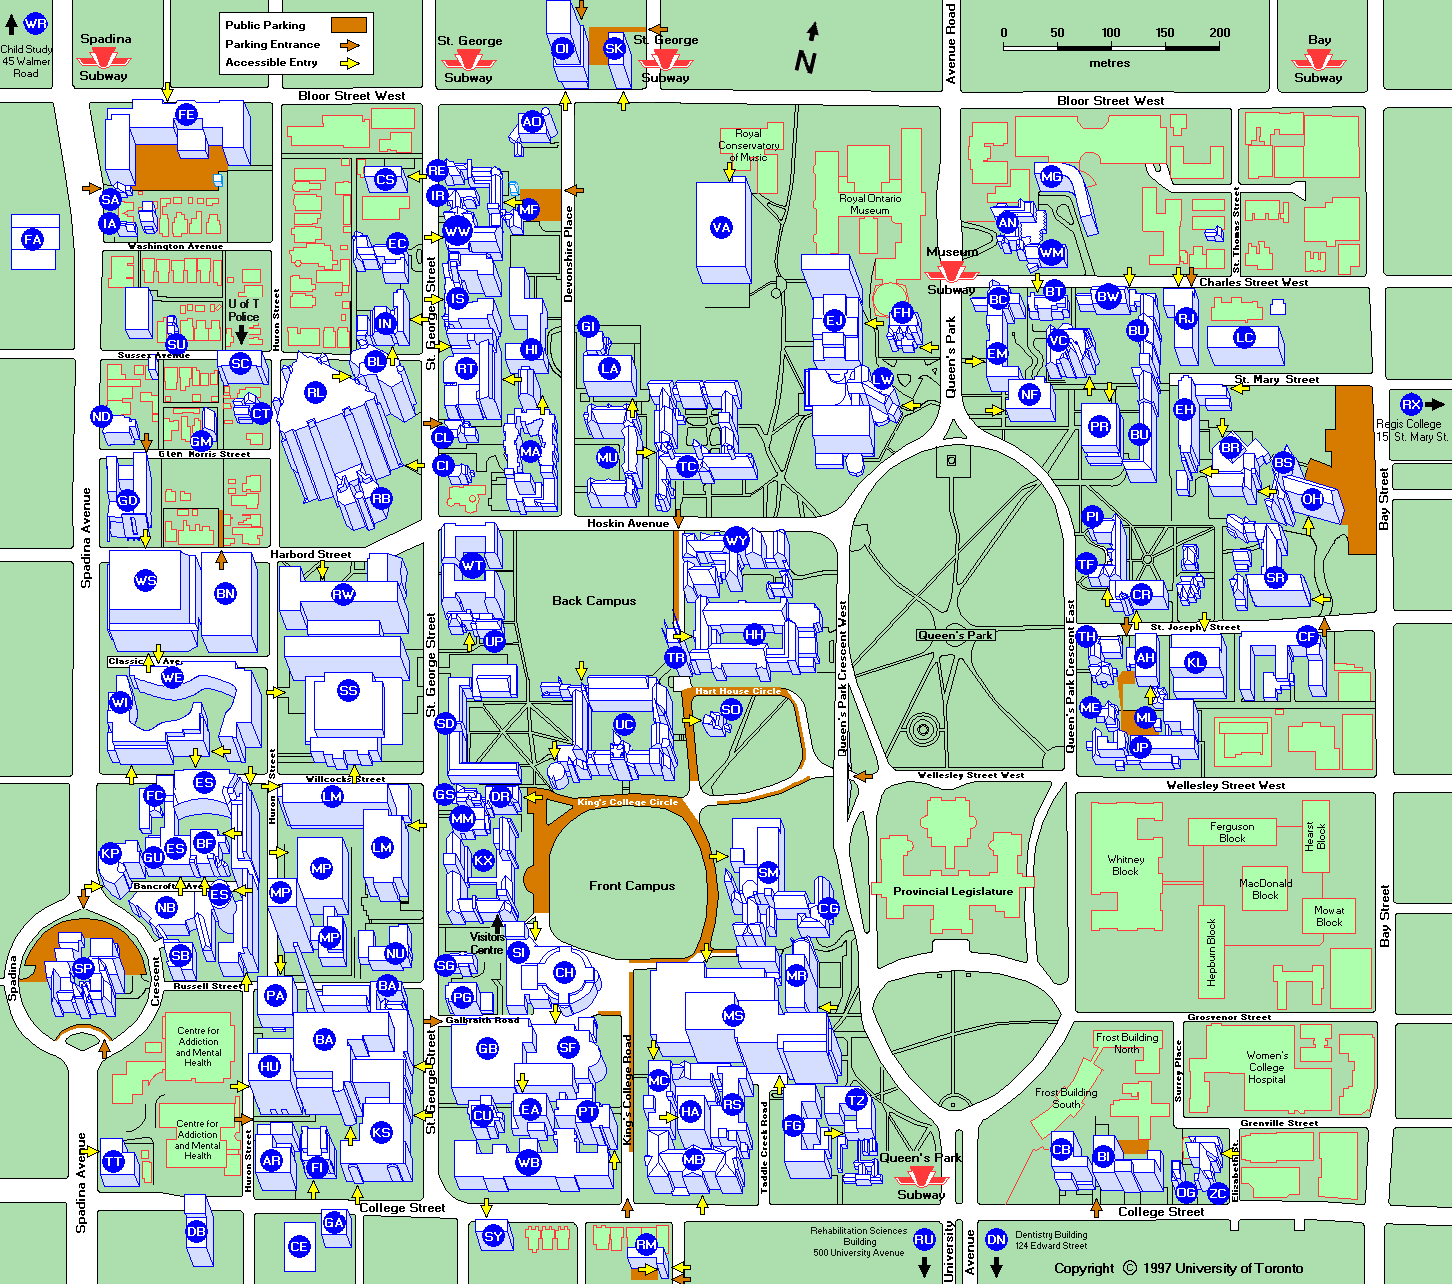 WR
Child Study
45 Walmer
Road
Spadina
Subway
Public Parking
Parking Entrance
Accessible Entry
St. George
Subway
OI
SK
St. George
Subway
N
Avenue Road
0 50 100 150 200
metres
Bay
Subway
Bloor Street West
Bloor Street West
FE
AO
Royal
Conservatory
of Music
CS
RE
IR
MF
SA
IA
WW
FA
Washington Avenue
EC
VA
Royal Ontario
Museum
MG
AN
WM
St. Thomas Street
Museum
Subway
Charles Street West
Devonshire Place
St. George Street
Huron Street
U of T
Police
IS
IN
SU
Sussex Avenue
SC
BL
RT
HI
GI
LA
EJ
FH
BC
BT
BW
BU
RJ
LC
VC
EM
Queen's Park
St. Mary Street
RL
LW
NF
ND
CT
GM
Glen Morris Street
CL
CI
MA
MU
TC
PR
BU
EH
BR
BS
OH
RX
Regis College
15 St. Mary St.
Spadina Avenue
GD
RB
Hoskin Avenue
Bay Street
PI
Harbord Street
WS
BN
RW
WT
WY
Back Campus
TF
CR
SR
UP
HH
TR
Queen's Park
St. Joseph Street
Queen's Park Crescent West
Queen's Park Crescent East
TH
AH
KL
CF
Classic Ave.
WE
WI
SS
St. George Street
SD
UC
Hart House Circle
SO
ME
ML
JP
Huron Street
Willcocks Street
Wellesley Street West
Wellesley Street West
ES
FC
LM
GS
DR
MM
King's College Circle
KP
GU
ES
BF
LM
KX
MP
Bancroft Ave.
ES
MP
NB
Front Campus
SM
CG
Provincial Legislature
Whitney
Block
Ferguson
Block
Hearst
Block
MacDonald
Block
Mowat
Block
Hepburn Block
Bay Street
SP
Spadina
Crescent
SB
MP
NU
Visitors
Centre
SI
SG
CH
Russell Street
PA
BA
PG
MR
MS
Galbraith Road
Grosvenor Street
Centre for
Addiction
and Mental
Health
BA
HU
GB
SF
St. George Street
King's College Road
Frost Building
North
Frost Building
South
Surrey Place
Women's
College
Hospital
MC
HA
RS
CU
EA
PT
TZ
FG
Taddle Creek Road
Centre for
Addiction
and Mental
Health
Grenville Street
KS
AR
FI
Huron Street
TT
Spadina Avenue
WB
MB
Queen's Park
Subway
CB
BI
OG
ZC
Elizabeth St.
College Street
College Street
DB
GA
CE
SY
RM
Rehabilitation Sciences
Building
500 University Avenue
RU
University
Avenue
DN
Dentistry Building
124 Edward Street
Copyright © 1997 University of Toronto